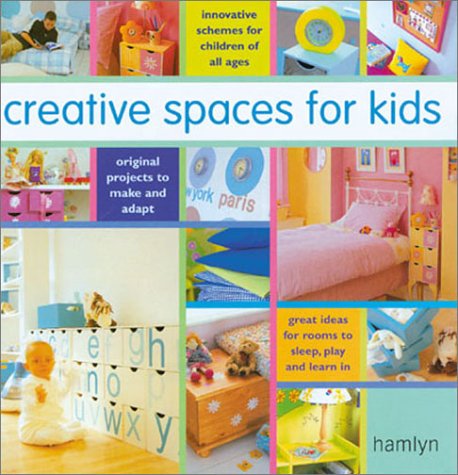 innovative
schemes for
children of
all ages
creative spaces for kids
original
projects to
make and
adapt
york
paris
great ideas
for rooms to
sleep, play
and learn in
e g h
n o p
u v w x y
hamlyn